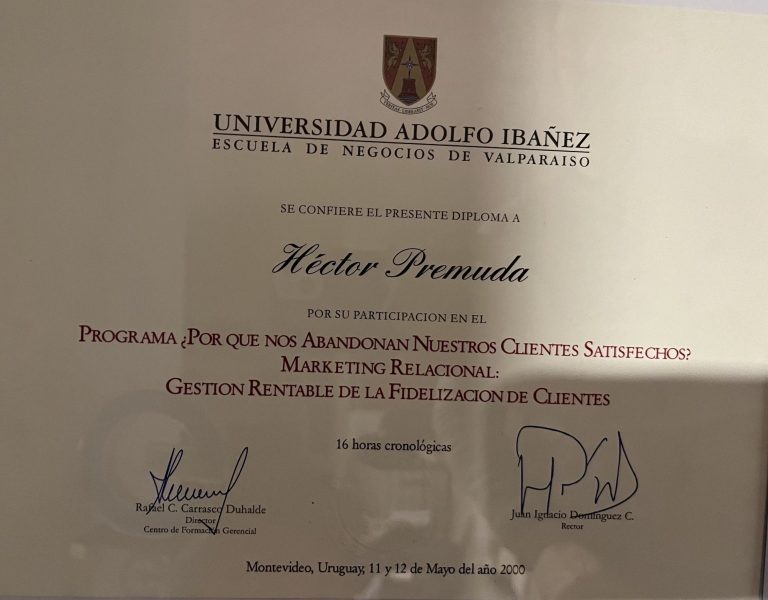 UNIVERSIDAD ADOLFO IBAÑEZ
ESCUELA DE NEGOCIOS DE VALPARAISO
SE CONFIERE EL PRESENTE DIPLOMA A
Héctor Premuda
POR SU PARTICIPACION EN EL
PROGRAMA ¿POR QUE NOS ABANDONAN NUESTROS CLIENTES SATISFECHOS?
MARKETING RELACIONAL:
GESTION RENTABLE DE LA FIDELIZACION DE CLIENTES
16 horas cronológicas
Rafael C. Carrasco Duhalde
Director
Centro de Formación Gerencial
Juan Ignacio Domínguez C.
Rector
Montevideo, Uruguay, 11 y 12 de Mayo del año 2000